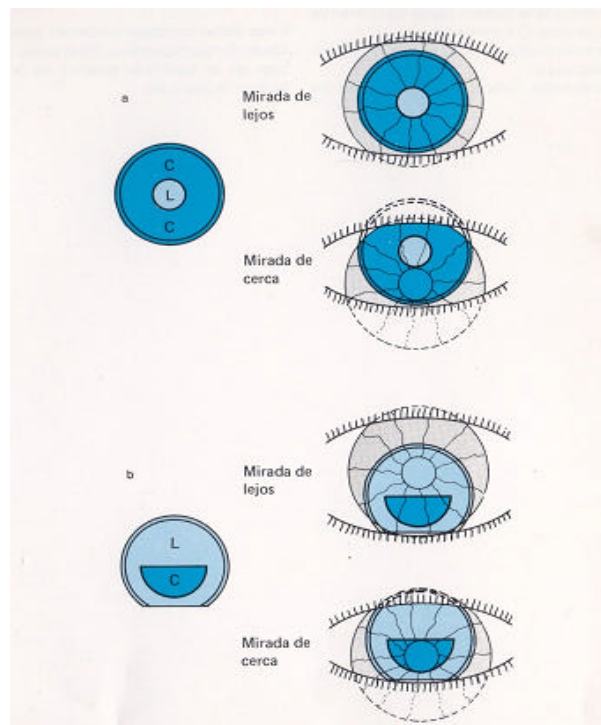 a
Mirada de
lejos
C
L
C
Mirada de
cerca
b
Mirada de
lejos
L
C
Mirada de
cerca